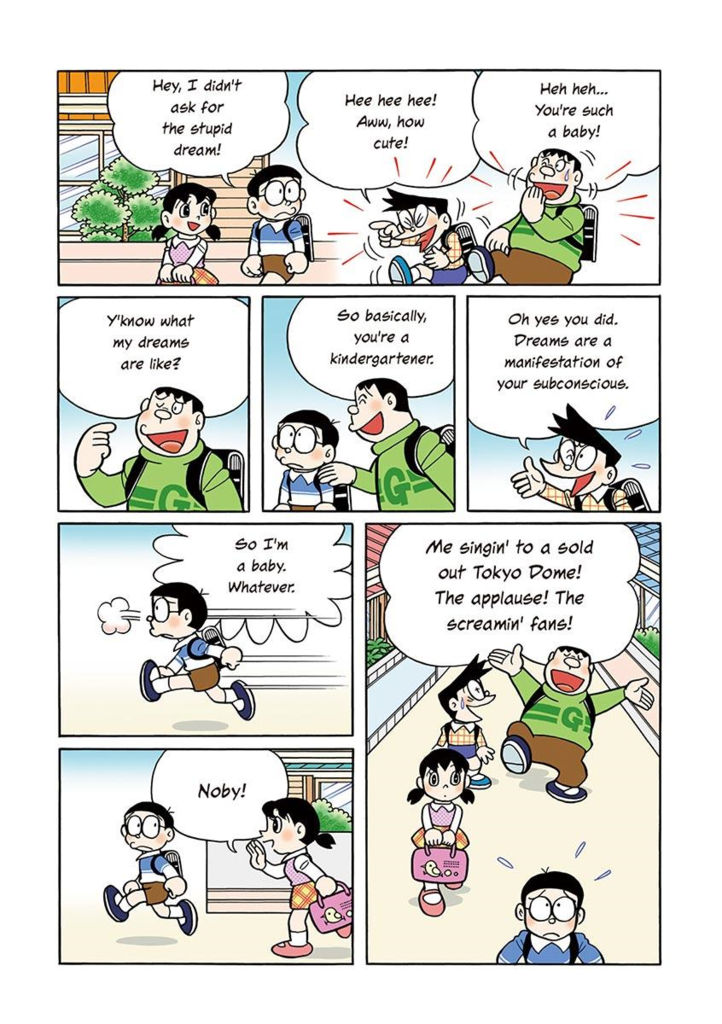 Heh heh...
You're such
a baby!
Hee hee hee!
Aww, how
cute!
Hey, I didn't
ask for
the stupid
dream!
Oh yes you did.
Dreams are a
manifestation of
your subconscious.
So basically,
you're a
kindergartener.
G
Y'know what
my dreams
are like?
G
Me singin' to a sold
out Tokyo Dome!
The applause! The
screamin' fans!
G
So I'm
a baby.
Whatever.
Noby!